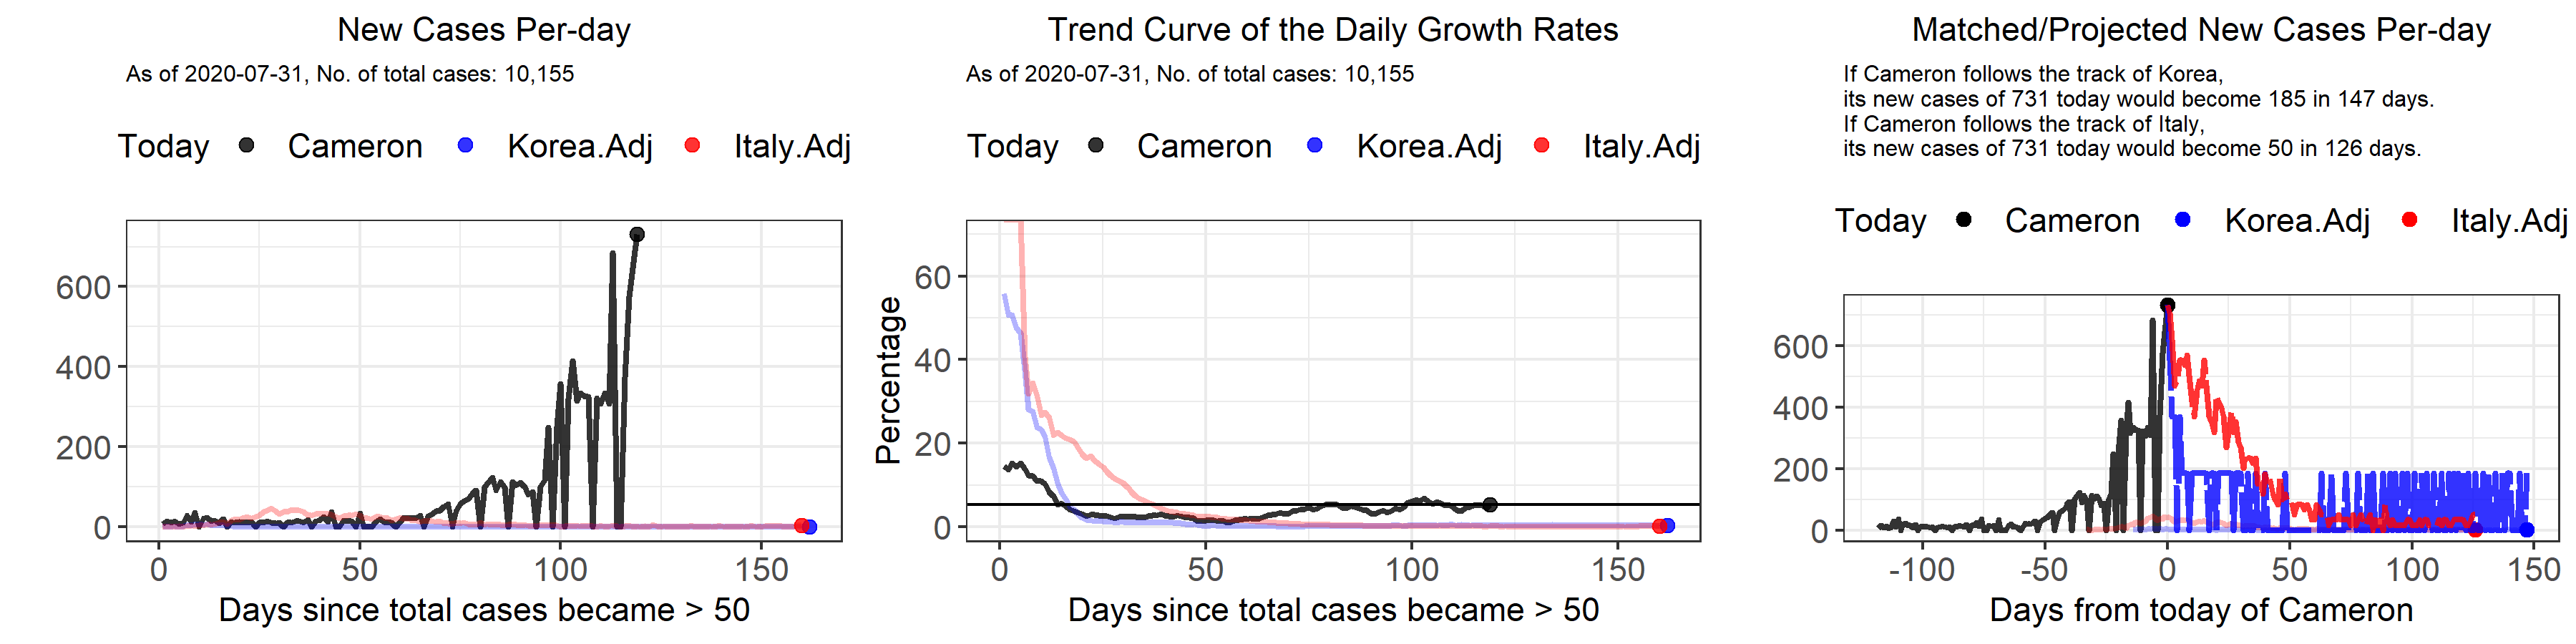 New Cases Per-day
As of 2020-07-31, No. of total cases: 10,155
Today Cameron Korea.Adj Italy.Adj
600
400
200
0
0 50 100 150
Days since total cases became > 50
Trend Curve of the Daily Growth Rates
As of 2020-07-31, No. of total cases: 10,155
Today Cameron Korea.Adj Italy.Adj
Percentage
60
40
20
0
0 50 100 150
Days since total cases became > 50
Matched/Projected New Cases Per-day
If Cameron follows the track of Korea,
its new cases of 731 today would become 185 in 147 days.
If Cameron follows the track of Italy,
its new cases of 731 today would become 50 in 126 days.
Today Cameron Korea.Adj Italy.Adj
600
400
200
0
-100 -50 0 50 100 150
Days from today of Cameron